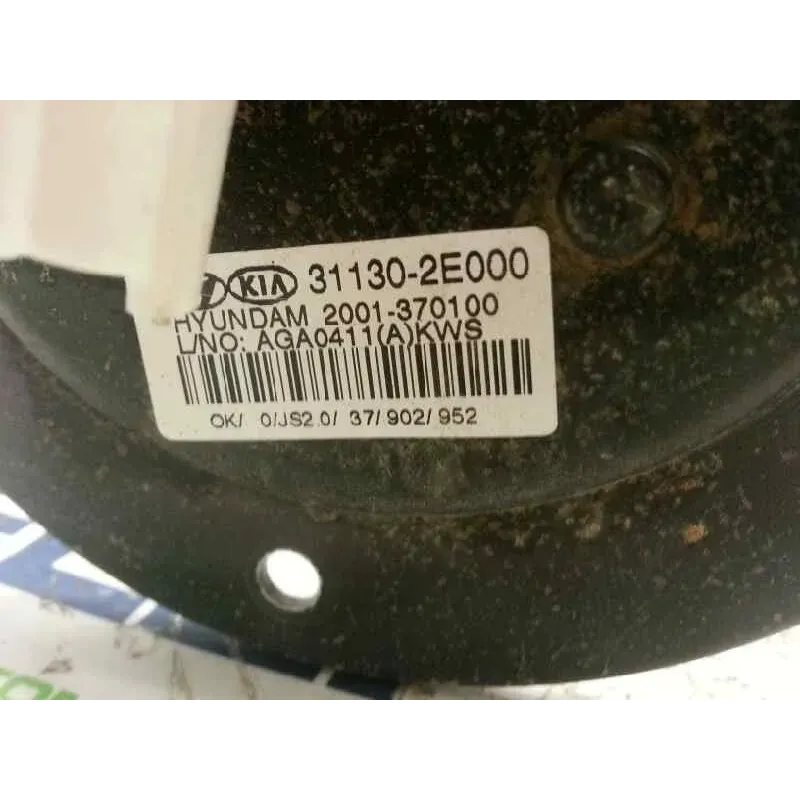 KIA 31130-2E000
HYUNDAM 2001-370100
L/NO: AGA0411(A)KWS
OK/ 0/JS2.0/ 37/902/952